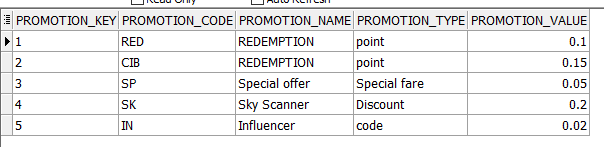 Read Only Auto Refresh
PROMOTION_KEY PROMOTION_CODE PROMOTION_NAME PROMOTION_TYPE PROMOTION_VALUE
1 RED REDEMPTION point 0.1
2 CIB REDEMPTION point 0.15
3 SP Special offer Special fare 0.05
4 SK Sky Scanner Discount 0.2
5 IN Influencer code 0.02